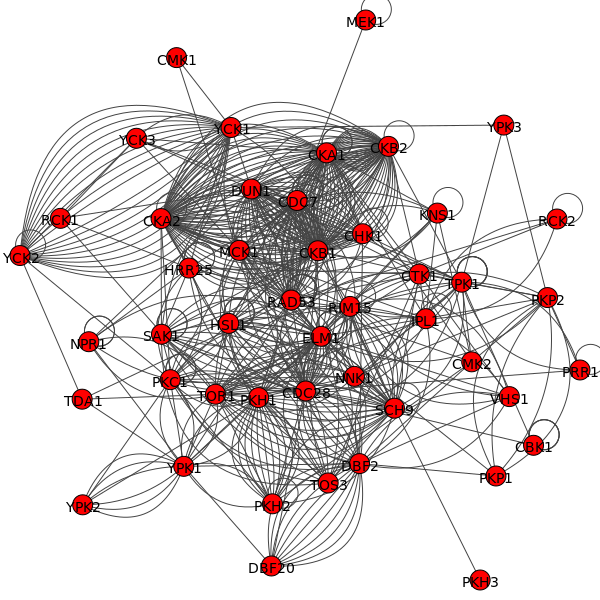 MEK1
CMK1
YCK1
YPK3
YCK3
CKA1
CKB2
DUN1
CDC7
RCK1
CKA2
KNS1
RCK2
YCK2
MCK1
CKB1
CHK1
HRR25
CTK1
TPK1
RAD53
RIM15
PKP2
HSL1
IPL1
NPR1
SAK1
ELM1
CMK2
PRR1
PKC1
NNK1
TDA1
TOR1
PKH1
CDC28
SCH9
VHS1
CBK1
YPK1
DBF2
PKP1
YPK2
PKH2
TOS3
DBF20
PKH3